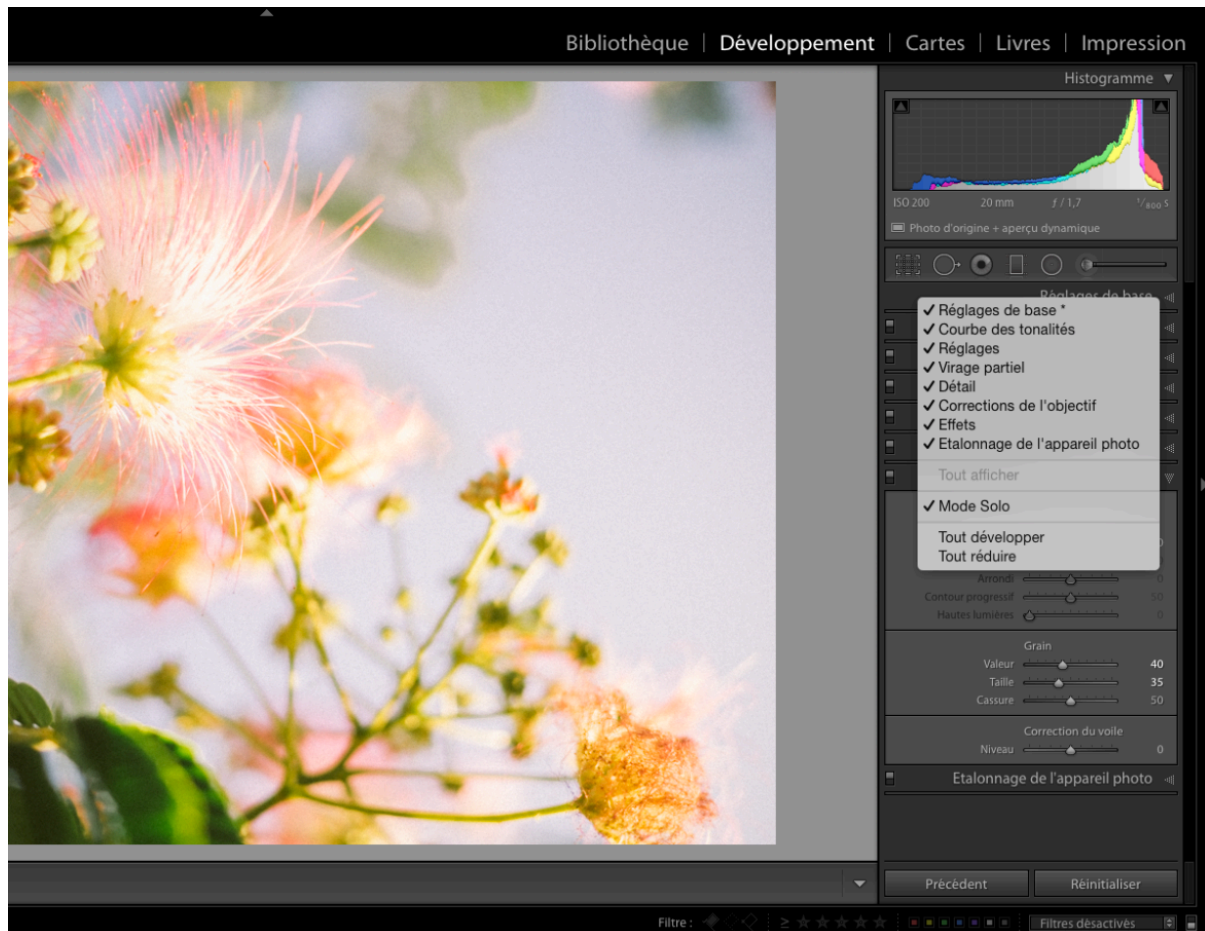 Bibliothèque | Développement | Cartes | Livres | Impression
Histogramme
ISO 200 20 mm ƒ / 1,7 1/800 s
Photo d'origine + aperçu dynamique
Réglages de base
✓ Réglages de base *
✓ Courbe des tonalités
✓ Réglages
✓ Virage partiel
✓ Détail
✓ Corrections de l'objectif
✓ Effets
✓ Etalonnage de l'appareil photo
Tout afficher
✓ Mode Solo
Tout développer
Tout réduire
Arrondi 0
Contour progressif 50
Hautes lumières 0
Grain
Valeur 40
Taille 35
Cassure 50
Correction du voile
Niveau 0
Etalonnage de l'appareil photo
Précédent Réinitialiser
Filtre : ≥ Filtres désactivés